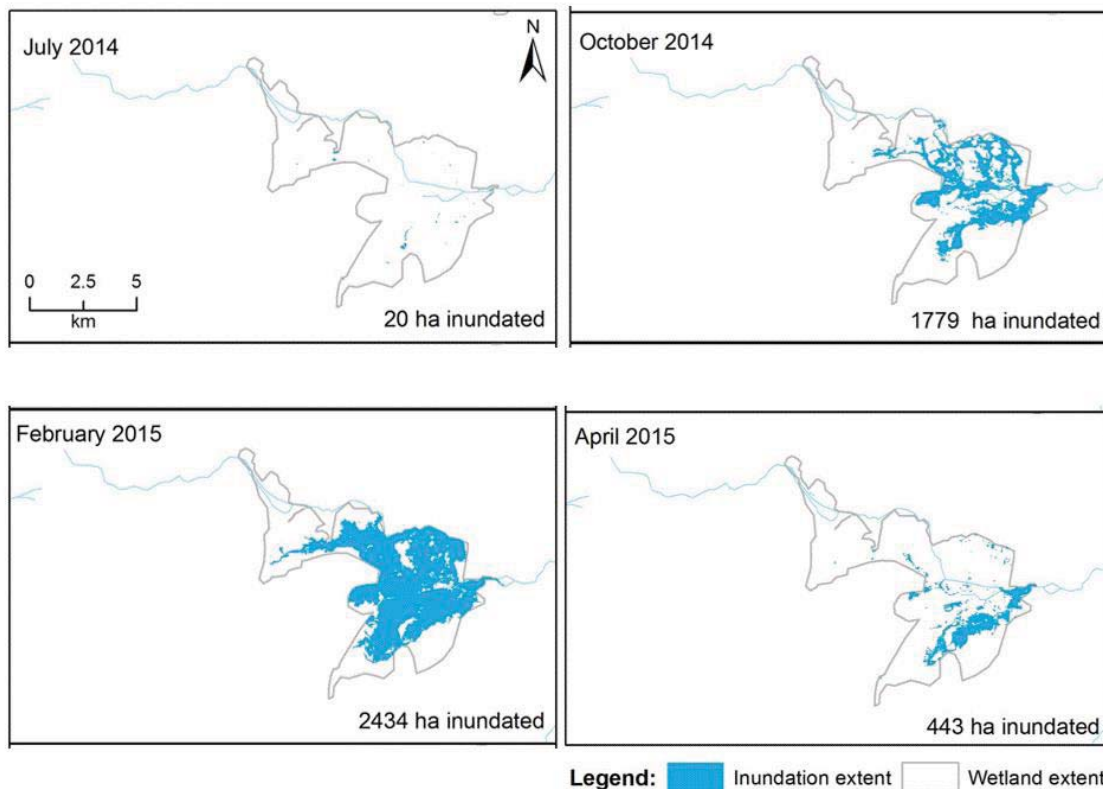 July 2014
N
0 2.5 5
km
20 ha inundated
October 2014
1779 ha inundated
February 2015
2434 ha inundated
April 2015
443 ha inundated
Legend: Inundation extent Wetland extent